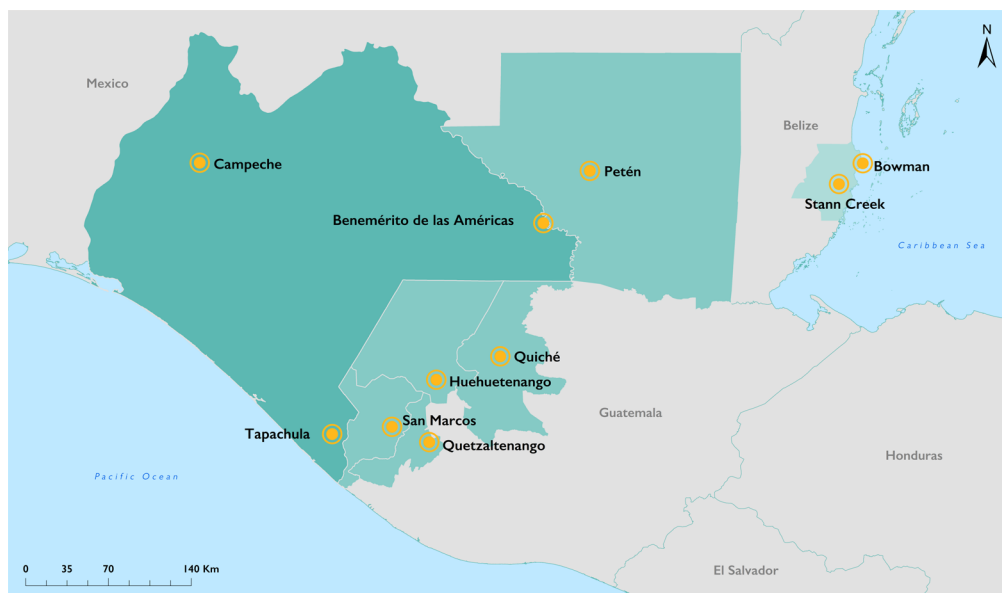 N
Mexico
Belize
Campeche
Petén
Bowman
Stann Creek
Benemérito de las Américas
Caribbean Sea
Quiché
Huehuetenango
Guatemala
San Marcos
Tapachula
Quetzaltenango
Honduras
Pacific Ocean
El Salvador
0 35 70 140 Km